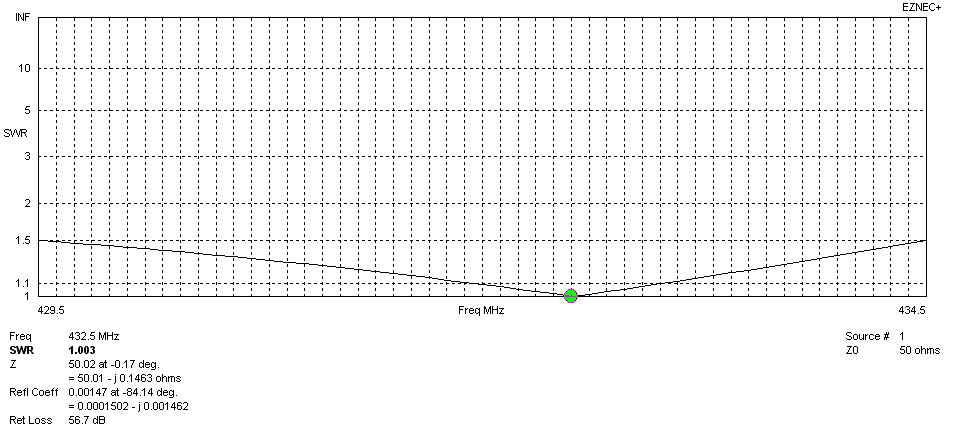 EZNEC+
INF
10
5
SWR
3
2
1.5
1.1
1
429.5 Freq MHz 434.5
Freq 432.5 MHz Source # 1
SWR 1.003 Z0 50 ohms
Z 50.02 at -0.17 deg.
= 50.01 - j 0.1463 ohms
Refl Coeff 0.00147 at -84.14 deg.
= 0.0001502 - j 0.001462
Ret Loss 56.7 dB